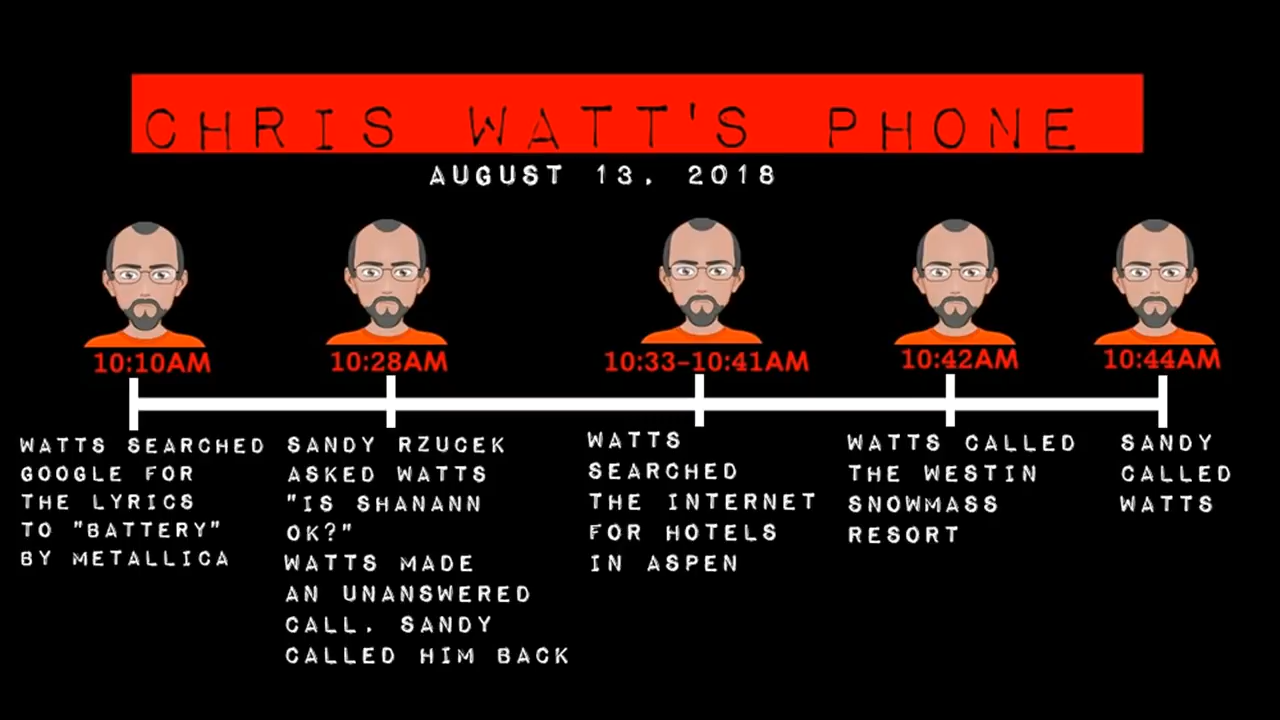 CHRIS WATT'S PHONE
AUGUST 13, 2018
10:10AM
WATTS SEARCHED
GOOGLE FOR
THE LYRICS
TO "BATTERY"
BY METALLICA
10:28AM
SANDY RZUCEK
ASKED WATTS
"IS SHANANN
OK?"
WATTS MADE
AN UNANSWERED
CALL. SANDY
CALLED HIM BACK
10:33-10:41AM
WATTS
SEARCHED
THE INTERNET
FOR HOTELS
IN ASPEN
10:42AM
WATTS CALLED
THE WESTIN
SNOWMASS
RESORT
10:44AM
SANDY
CALLED
WATTS